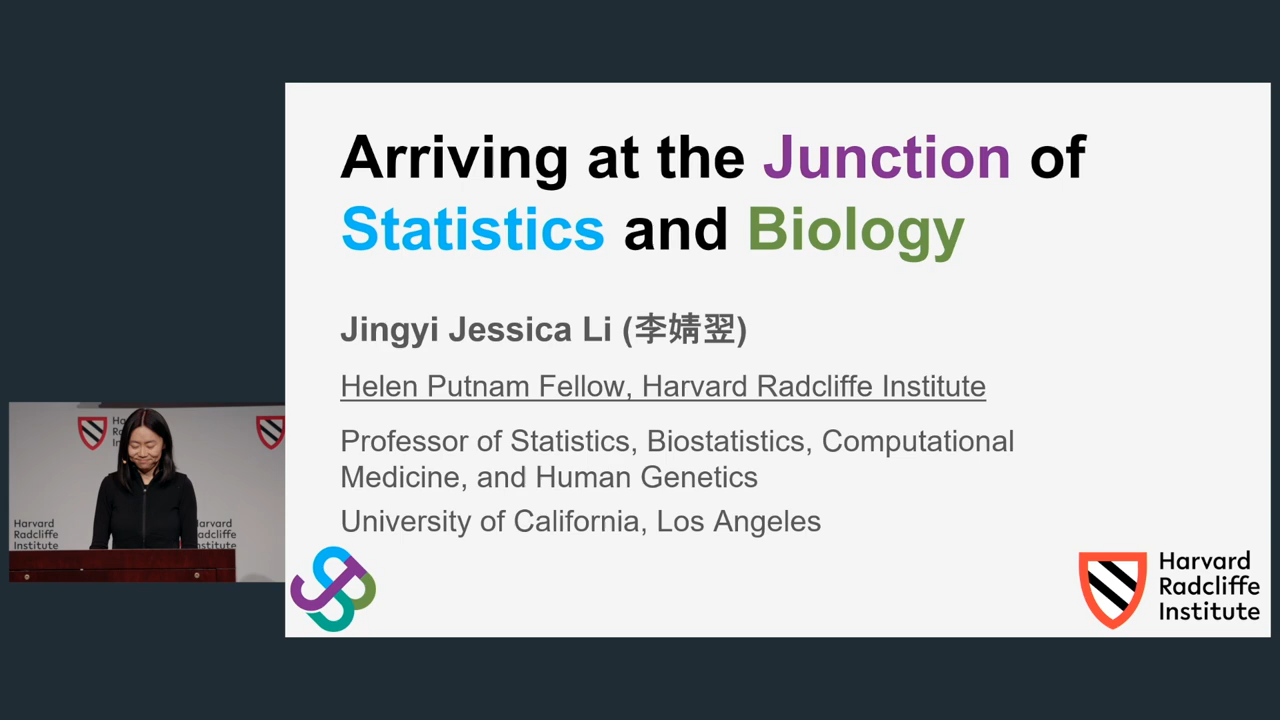 Arriving at the Junction of
Statistics and Biology
Jingyi Jessica Li (李婧翌)
Helen Putnam Fellow, Harvard Radcliffe Institute
Professor of Statistics, Biostatistics, Computational
Medicine, and Human Genetics
University of California, Los Angeles
Harvard
Radcliffe
Institute
Harvard
Radcliffe
Institute